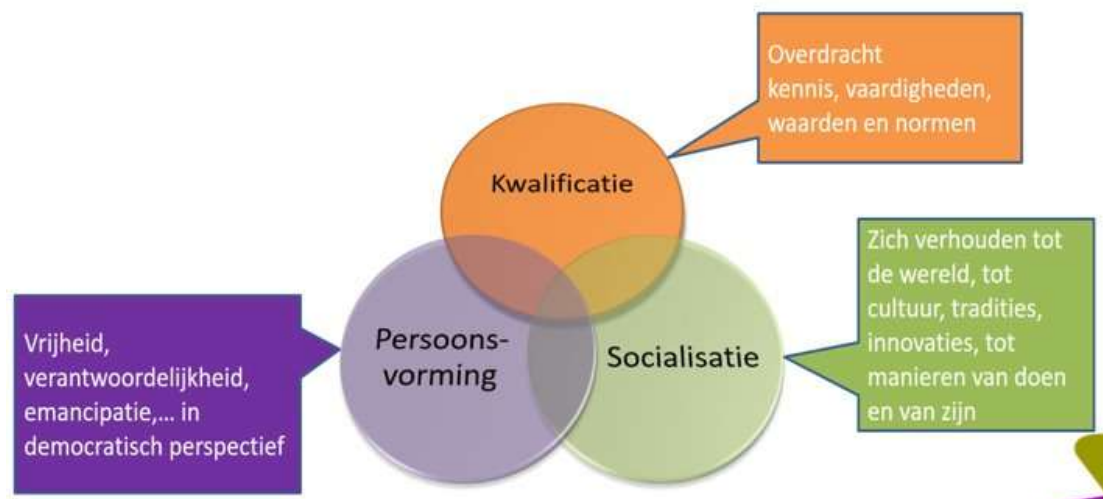 Overdracht
kennis, vaardigheden,
waarden en normen
Kwalificatie
Zich verhouden tot
de wereld, tot
cultuur, tradities,
innovaties, tot
manieren van doen
en van zijn
Persoons-
vorming
Socialisatie
Vrijheid,
verantwoordelijkheid,
emancipatie,... in
democratisch perspectief